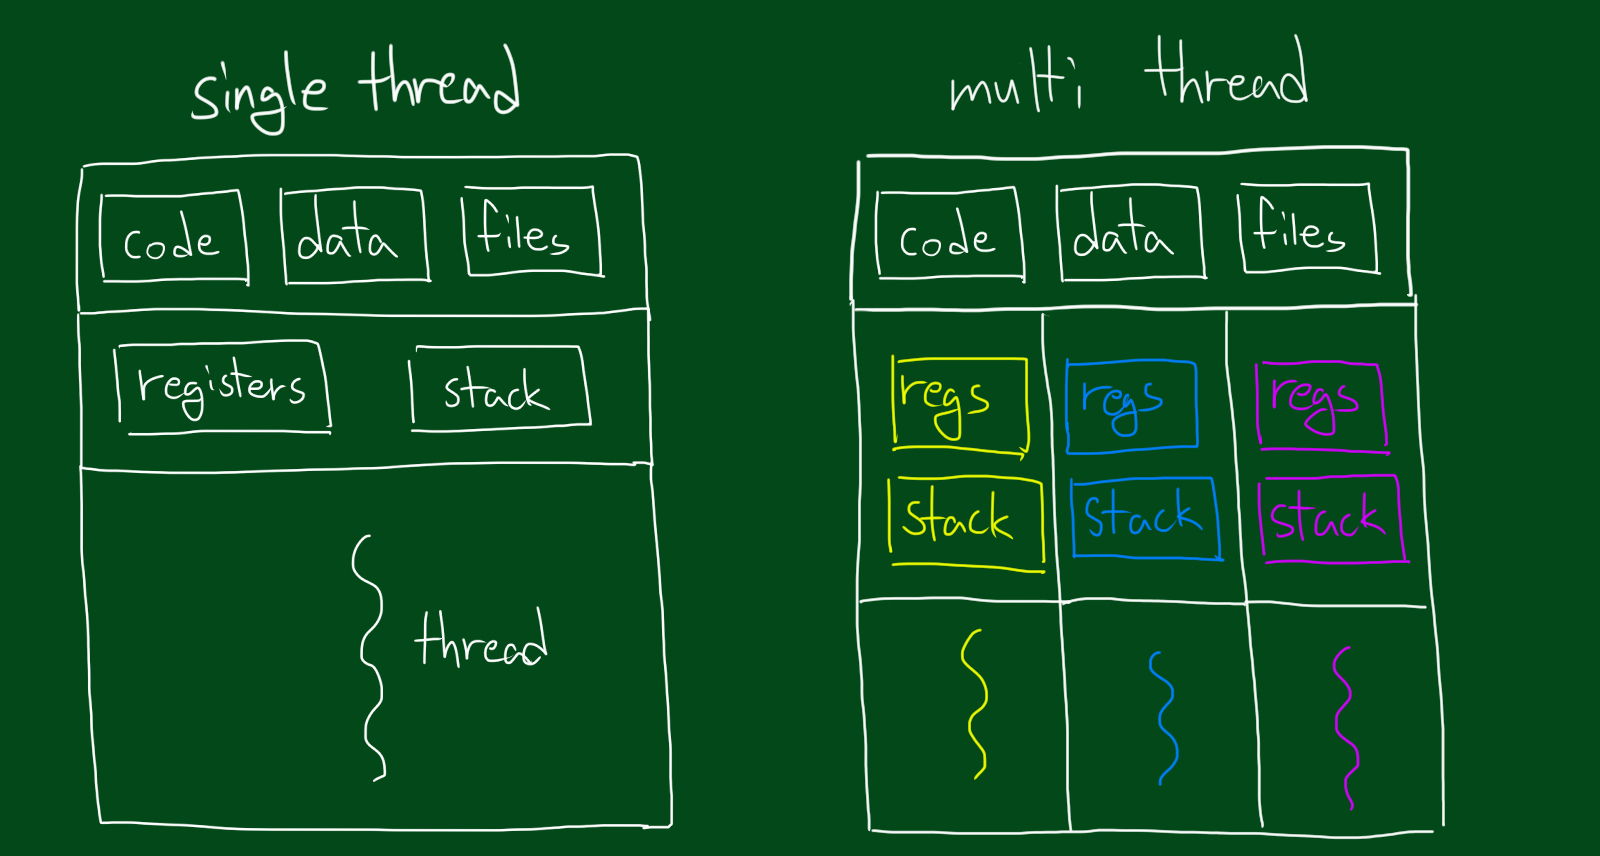 single thread
code data files
registers stack
thread
multi thread
code data files
regs regs regs
stack stack stack